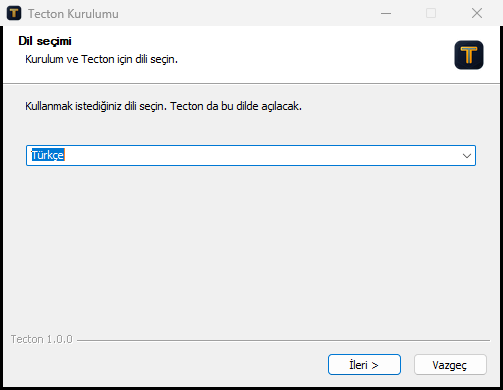 Tecton Kurulumu
Dil seçimi
Kurulum ve Tecton için dili seçin.
Kullanmak istediğiniz dili seçin. Tecton da bu dilde açılacak.
Türkçe
Tecton 1.0.0
İleri >
Vazgeç